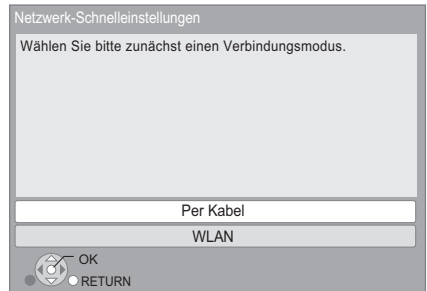 Netzwerk-Schnelleinstellungen
Wählen Sie bitte zunächst einen Verbindungsmodus.
Per Kabel
WLAN
OK
RETURN